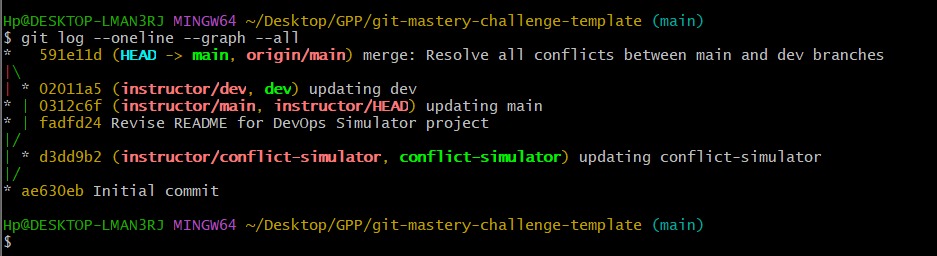 Hp@DESKTOP-LMAN3RJ MINGW64 ~/Desktop/GPP/git-mastery-challenge-template (main)
$ git log --oneline --graph --all
*   591e11d (HEAD -> main, origin/main) merge: Resolve all conflicts between main and dev branches
|\
| * 02011a5 (instructor/dev, dev) updating dev
* | 0312c6f (instructor/main, instructor/HEAD) updating main
* | fadfd24 Revise README for DevOps Simulator project
|/
| * d3dd9b2 (instructor/conflict-simulator, conflict-simulator) updating conflict-simulator
|/
* ae630eb Initial commit
Hp@DESKTOP-LMAN3RJ MINGW64 ~/Desktop/GPP/git-mastery-challenge-template (main)
$